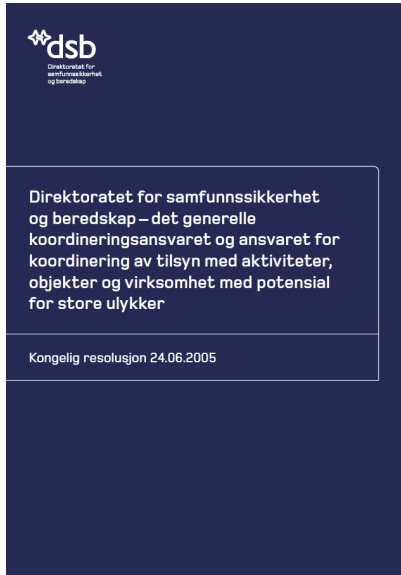 dsb
Direktoratet for
samfunnssikkerhet
og beredskap
Direktoratet for samfunnssikkerhet
og beredskap – det generelle
koordineringsansvaret og ansvaret for
koordinering av tilsyn med aktiviteter,
objekter og virksomhet med potensial
for store ulykker
Kongelig resolusjon 24.06.2005